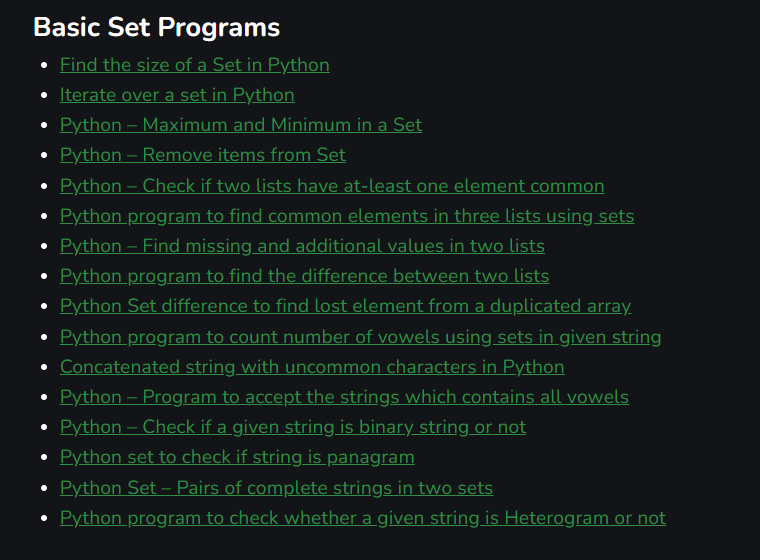 Basic Set Programs
Find the size of a Set in Python
Iterate over a set in Python
Python – Maximum and Minimum in a Set
Python – Remove items from Set
Python – Check if two lists have at-least one element common
Python program to find common elements in three lists using sets
Python – Find missing and additional values in two lists
Python program to find the difference between two lists
Python Set difference to find lost element from a duplicated array
Python program to count number of vowels using sets in given string
Concatenated string with uncommon characters in Python
Python – Program to accept the strings which contains all vowels
Python – Check if a given string is binary string or not
Python set to check if string is panagram
Python Set – Pairs of complete strings in two sets
Python program to check whether a given string is Heterogram or not